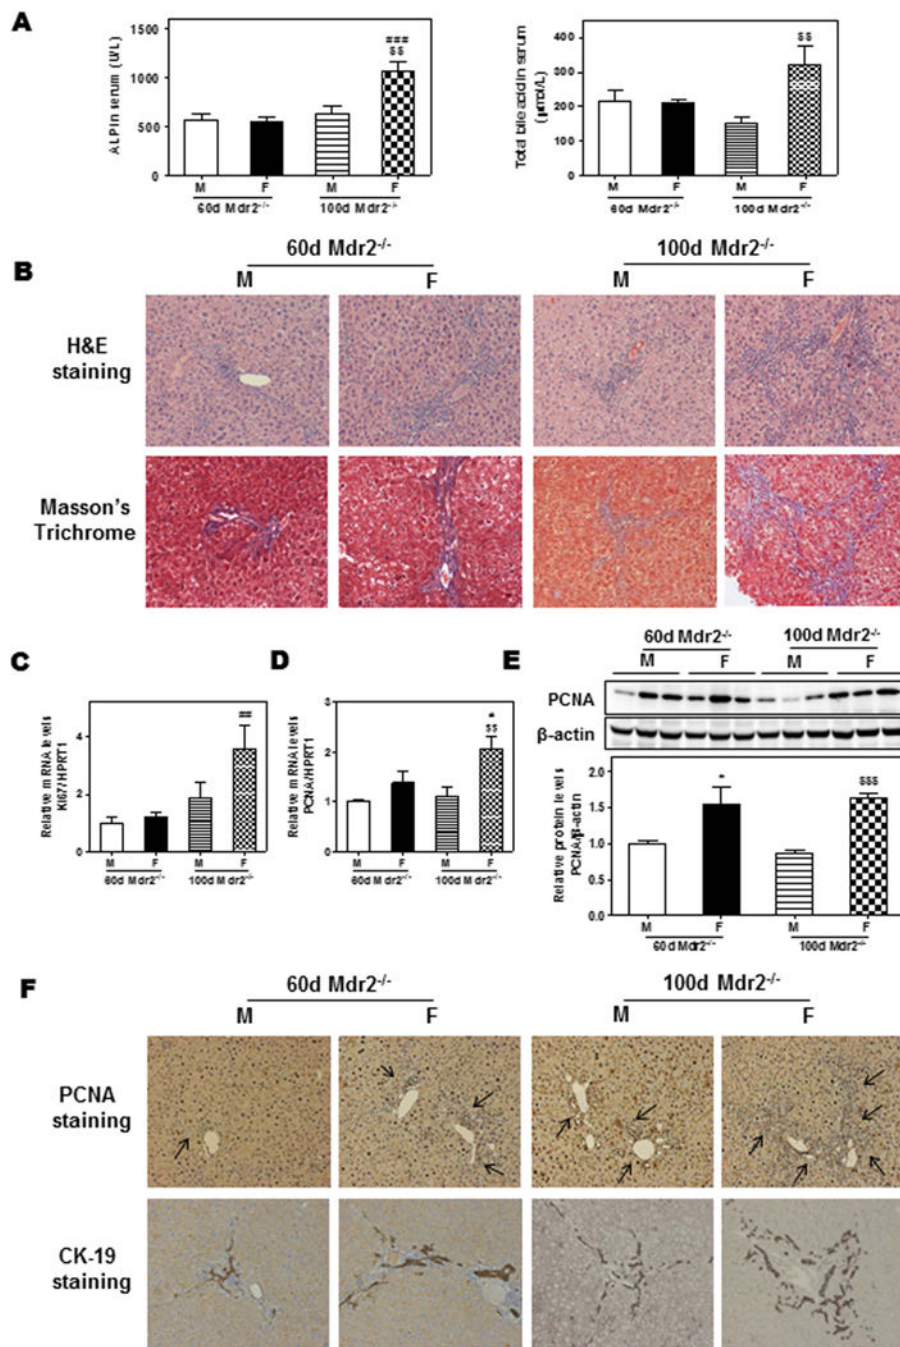 A
ALP in serum (U/L)
1500
1000
500
0
###
$$
M F M F
60d Mdr2-/- 100d Mdr2-/-
Total bile acid in serum
(μmol/L)
400
300
200
100
0
$$
M F M F
60d Mdr2-/- 100d Mdr2-/-
B
60d Mdr2-/- 100d Mdr2-/-
M F M F
H&E
staining
Masson's
Trichrome
C
Relative mRNA levels
Ki67/HPRT1
4
2
0
##
M F M F
60d Mdr2-/- 100d Mdr2-/-
D
Relative mRNA levels
PCNA/HPRT1
3
2
1
0
#
$$
M F M F
60d Mdr2-/- 100d Mdr2-/-
E
60d Mdr2-/- 100d Mdr2-/-
M F M F
PCNA
β-actin
Relative protein levels
PCNA/β-actin
2.0
1.5
1.0
0.5
0.0
*
$$$
M F M F
60d Mdr2-/- 100d Mdr2-/-
F
60d Mdr2-/- 100d Mdr2-/-
M F M F
PCNA
staining
CK-19
staining